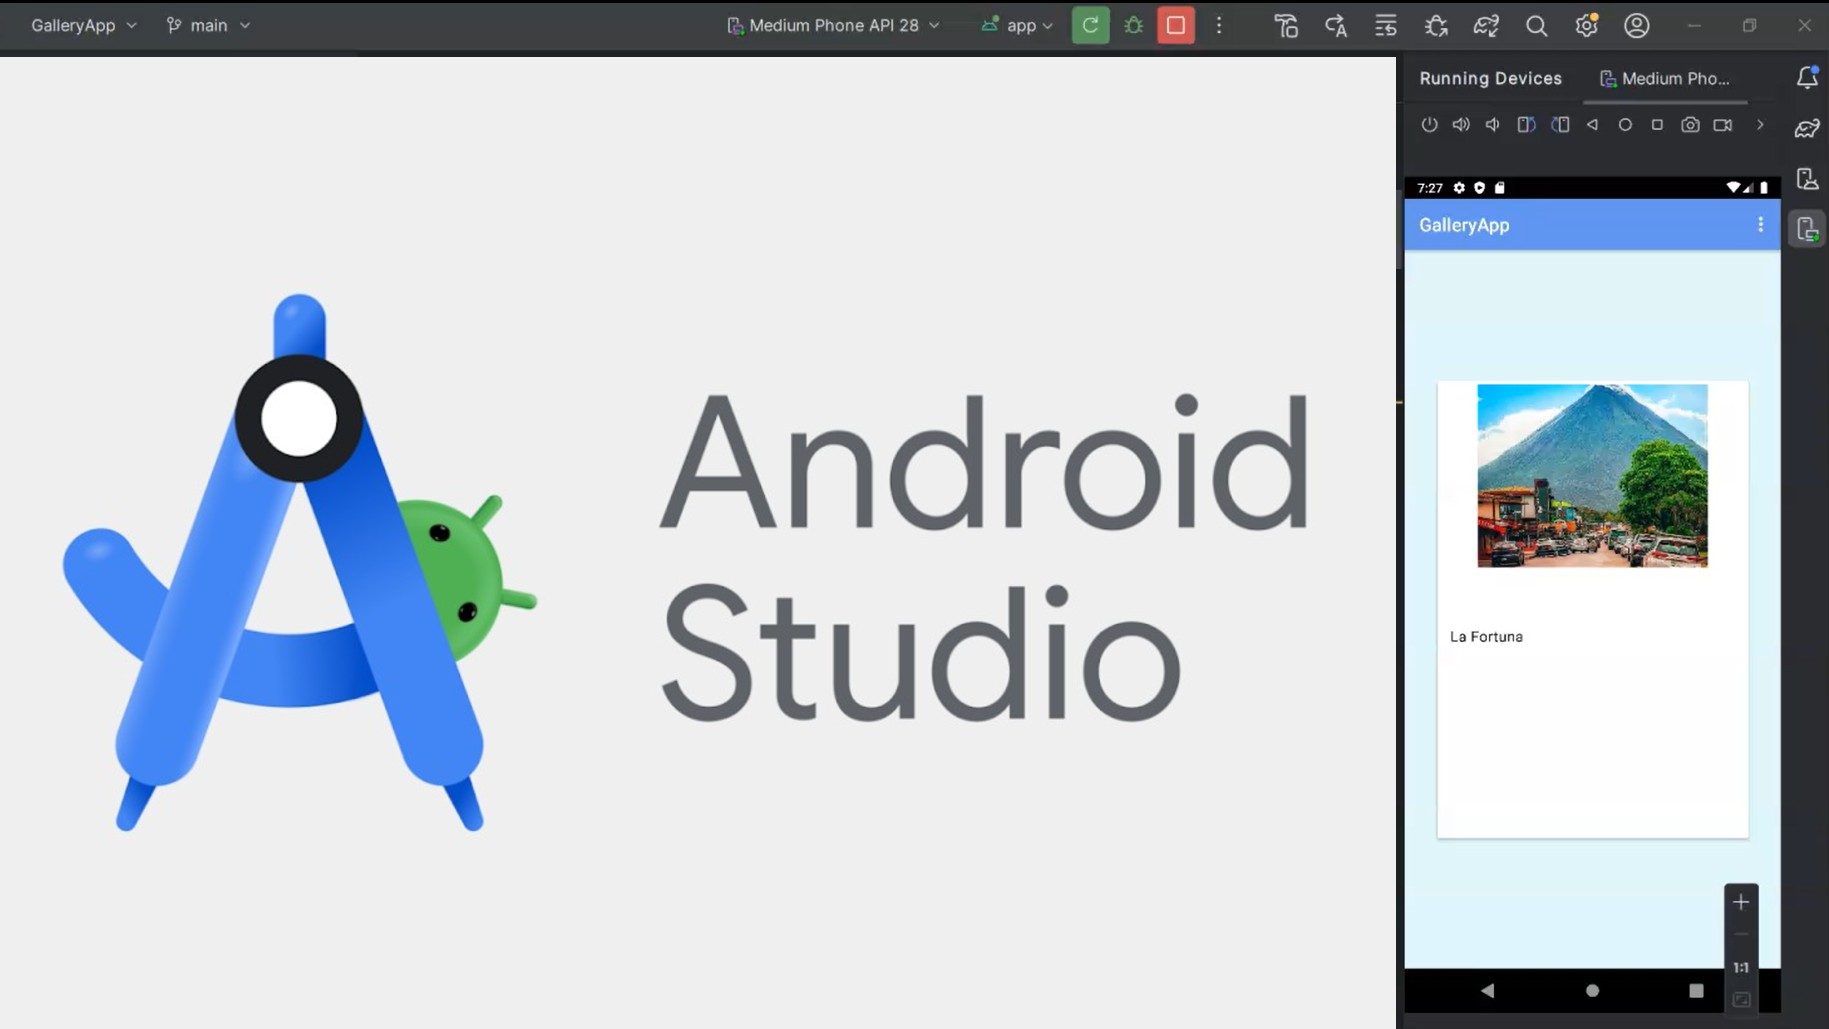 GalleryApp
main
Medium Phone API 28
app
Running Devices
Medium Pho...
7:27
GalleryApp
Android
Studio
La Fortuna
1:1